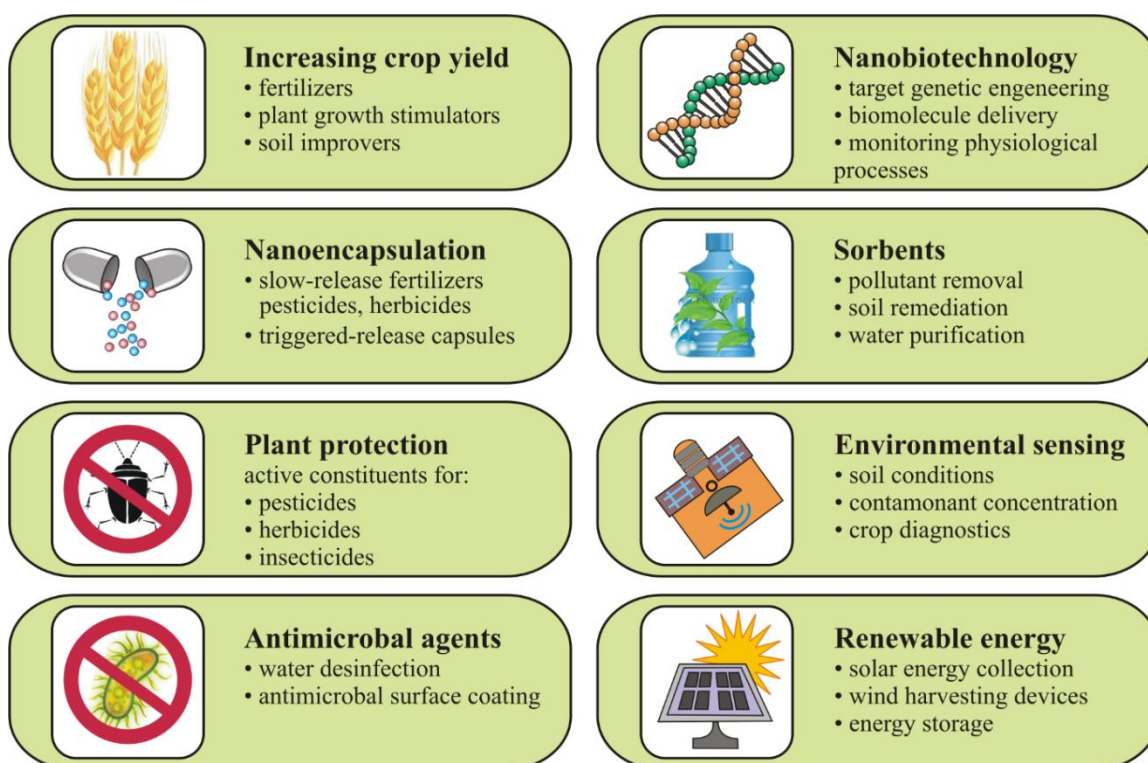 Increasing crop yield
• fertilizers
• plant growth stimulators
• soil improvers
Nanobiotechnology
• target genetic engeneering
• biomolecule delivery
• monitoring physiological
processes
Nanoencapsulation
• slow-release fertilizers
pesticides, herbicides
• triggered-release capsules
Sorbents
• pollutant removal
• soil remediation
• water purification
Plant protection
active constituents for:
• pesticides
• herbicides
• insecticides
Environmental sensing
• soil conditions
• contamonant concentration
• crop diagnostics
Antimicrobial agents
• water desinfection
• antimicrobial surface coating
Renewable energy
• solar energy collection
• wind harvesting devices
• energy storage